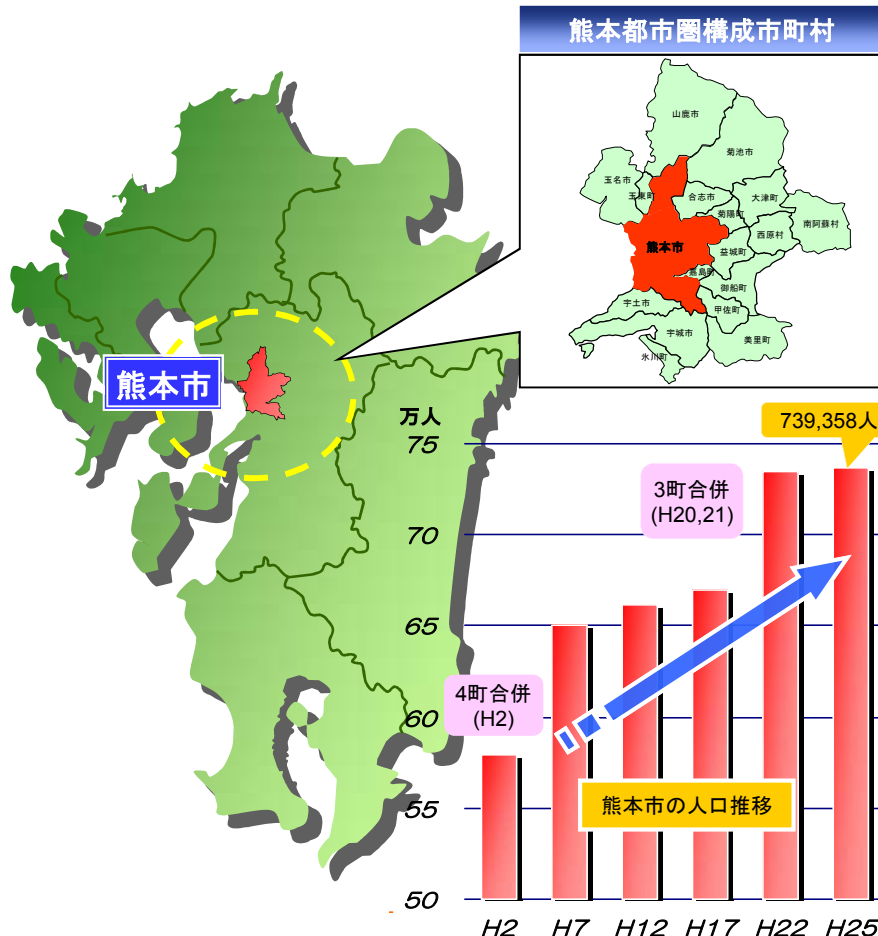 熊本都市圏構成市町村
山鹿市
菊池市
玉名市
玉東町
合志市
大津町
菊陽町
南阿蘇村
西原村
熊本市
益城町
嘉島町
御船町
宇土市
甲佐町
宇城市
美里町
氷川町
熊本市
万人
739,358人
75
3町合併
(H20,21)
70
65
4町合併
(H2)
60
熊本市の人口推移
55
50
H2 H7 H12 H17 H22 H25